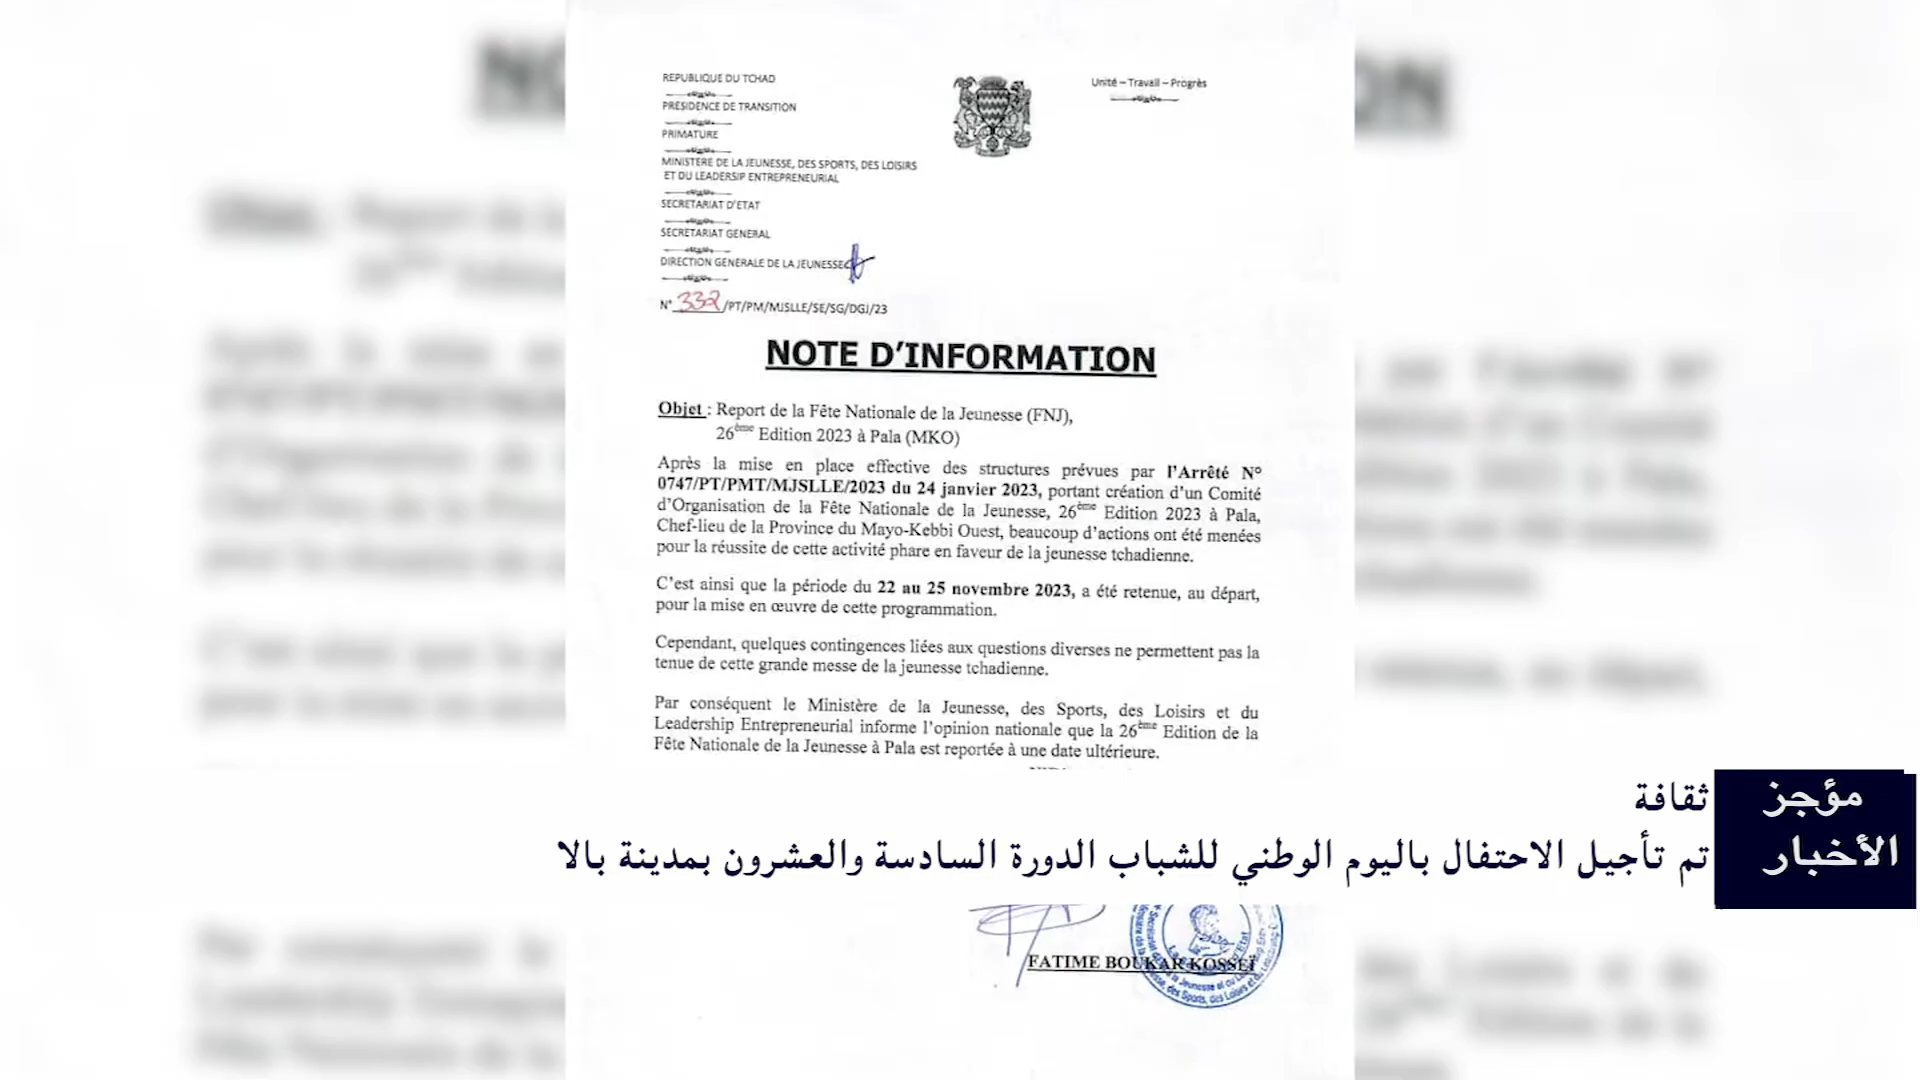 REPUBLIQUE DU TCHAD
PRESIDENCE DE TRANSITION
PRIMATURE
MINISTERE DE LA JEUNESSE, DES SPORTS, DES LOISIRS
ET DU LEADERSIP ENTREPRENEURIAL
SECRETARIAT D'ETAT
SECRETARIAT GENERAL
DIRECTION GENERALE DE LA JEUNESSE
N° 332/PT/PM/MJSLLE/SE/SG/DGJ/23
Unité – Travail – Progrès
NOTE D'INFORMATION
Objet : Report de la Fête Nationale de la Jeunesse (FNJ),
26ème Edition 2023 à Pala (MKO)
Après la mise en place effective des structures prévues par l'Arrêté N°
0747/PT/PMT/MJSLLE/2023 du 24 janvier 2023, portant création d'un Comité
d'Organisation de la Fête Nationale de la Jeunesse, 26ème Edition 2023 à Pala,
Chef-lieu de la Province du Mayo-Kebbi Ouest, beaucoup d'actions ont été menées
pour la réussite de cette activité phare en faveur de la jeunesse tchadienne.
C'est ainsi que la période du 22 au 25 novembre 2023, a été retenue, au départ,
pour la mise en œuvre de cette programmation.
Cependant, quelques contingences liées aux questions diverses ne permettent pas la
tenue de cette grande messe de la jeunesse tchadienne.
Par conséquent le Ministère de la Jeunesse, des Sports, des Loisirs et du
Leadership Entrepreneurial informe l'opinion nationale que la 26ème Edition de la
Fête Nationale de la Jeunesse à Pala est reportée à une date ultérieure.
مؤجز
الأخبار
ثقافة
تم تأجيل الاحتفال باليوم الوطني للشباب الدورة السادسة والعشرون بمدينة بالا
FATIME BOUKAR KOSSEÏ